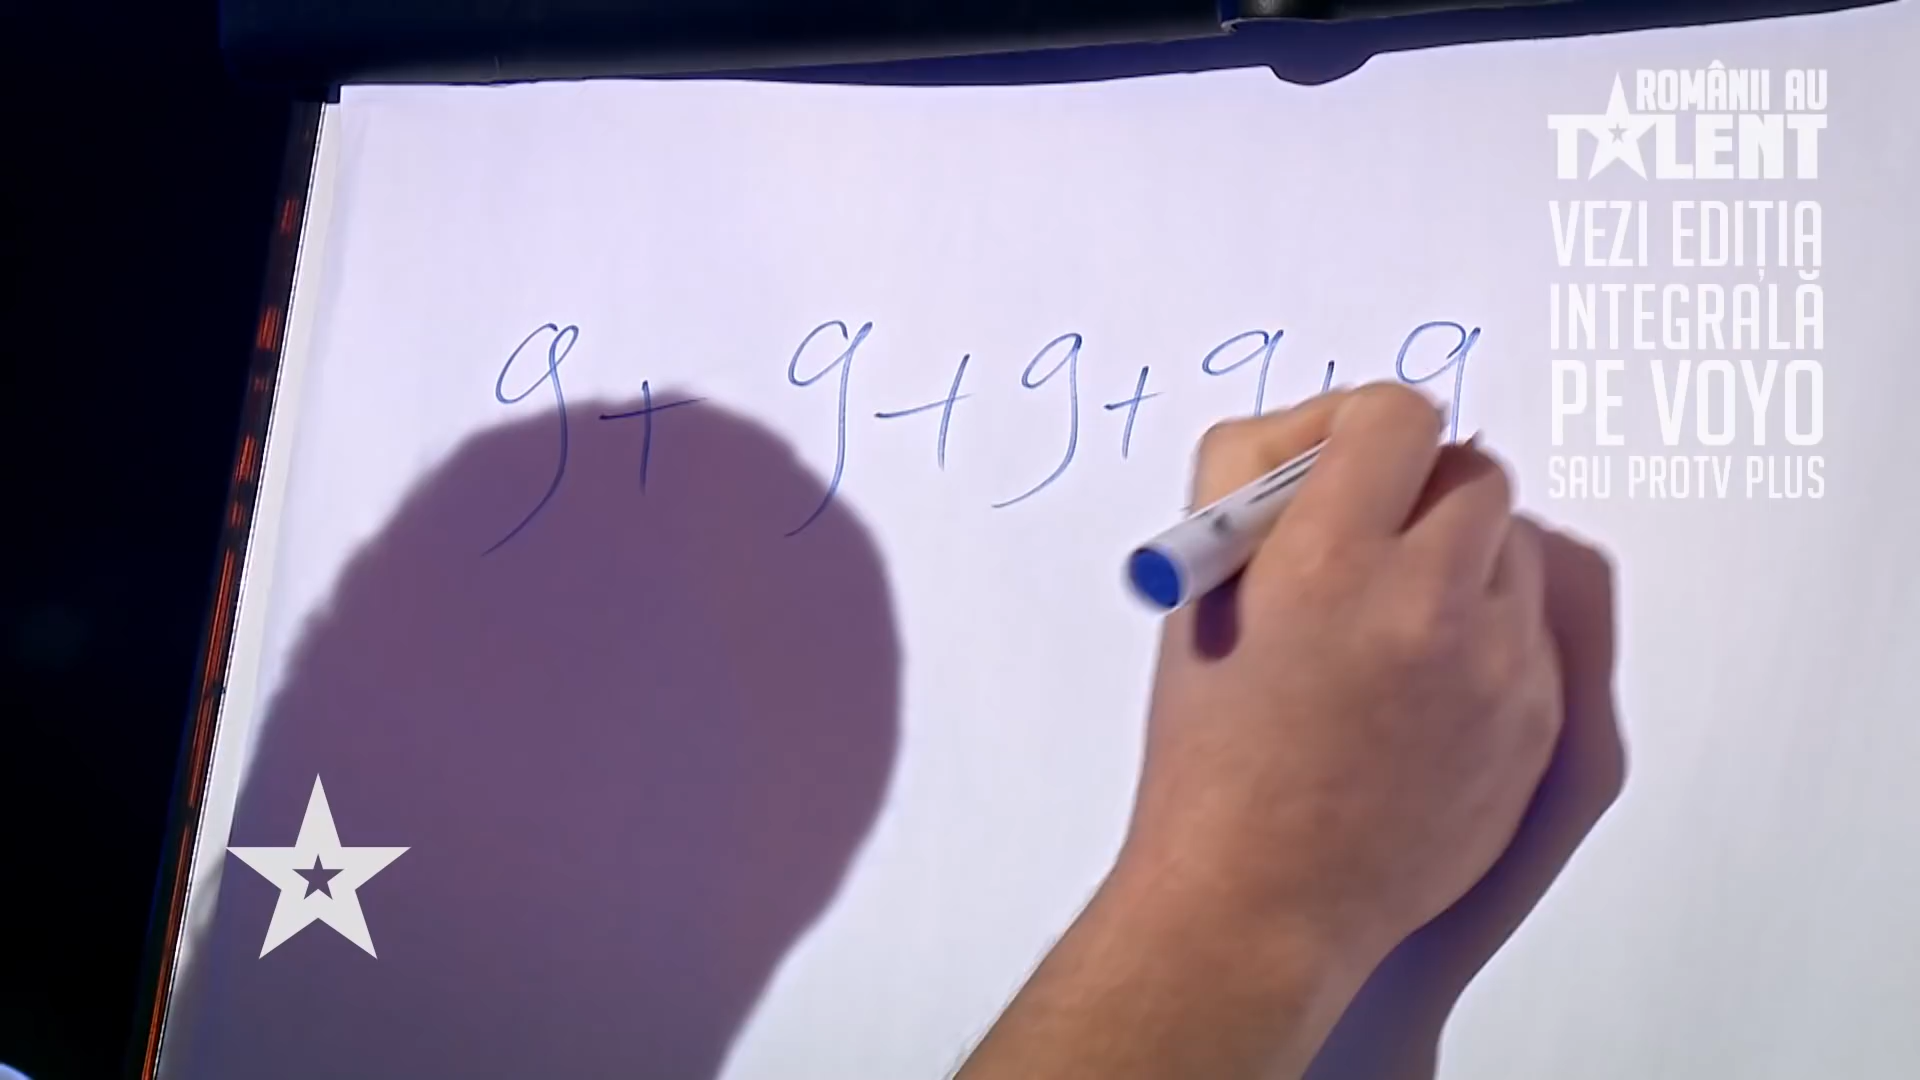 9 + 9 + 9 + 9 + 9
ROMÂNII AU
TALENT
VEZI EDIȚIA
INTEGRALĂ
PE VOYO
SAU PROTV PLUS